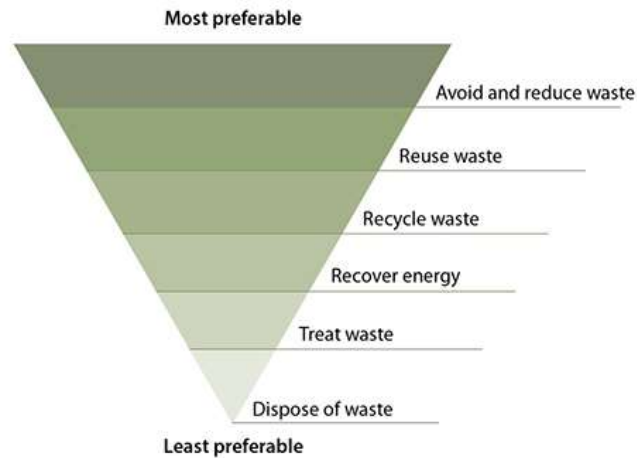 Most preferable
Avoid and reduce waste
Reuse waste
Recycle waste
Recover energy
Treat waste
Dispose of waste
Least preferable